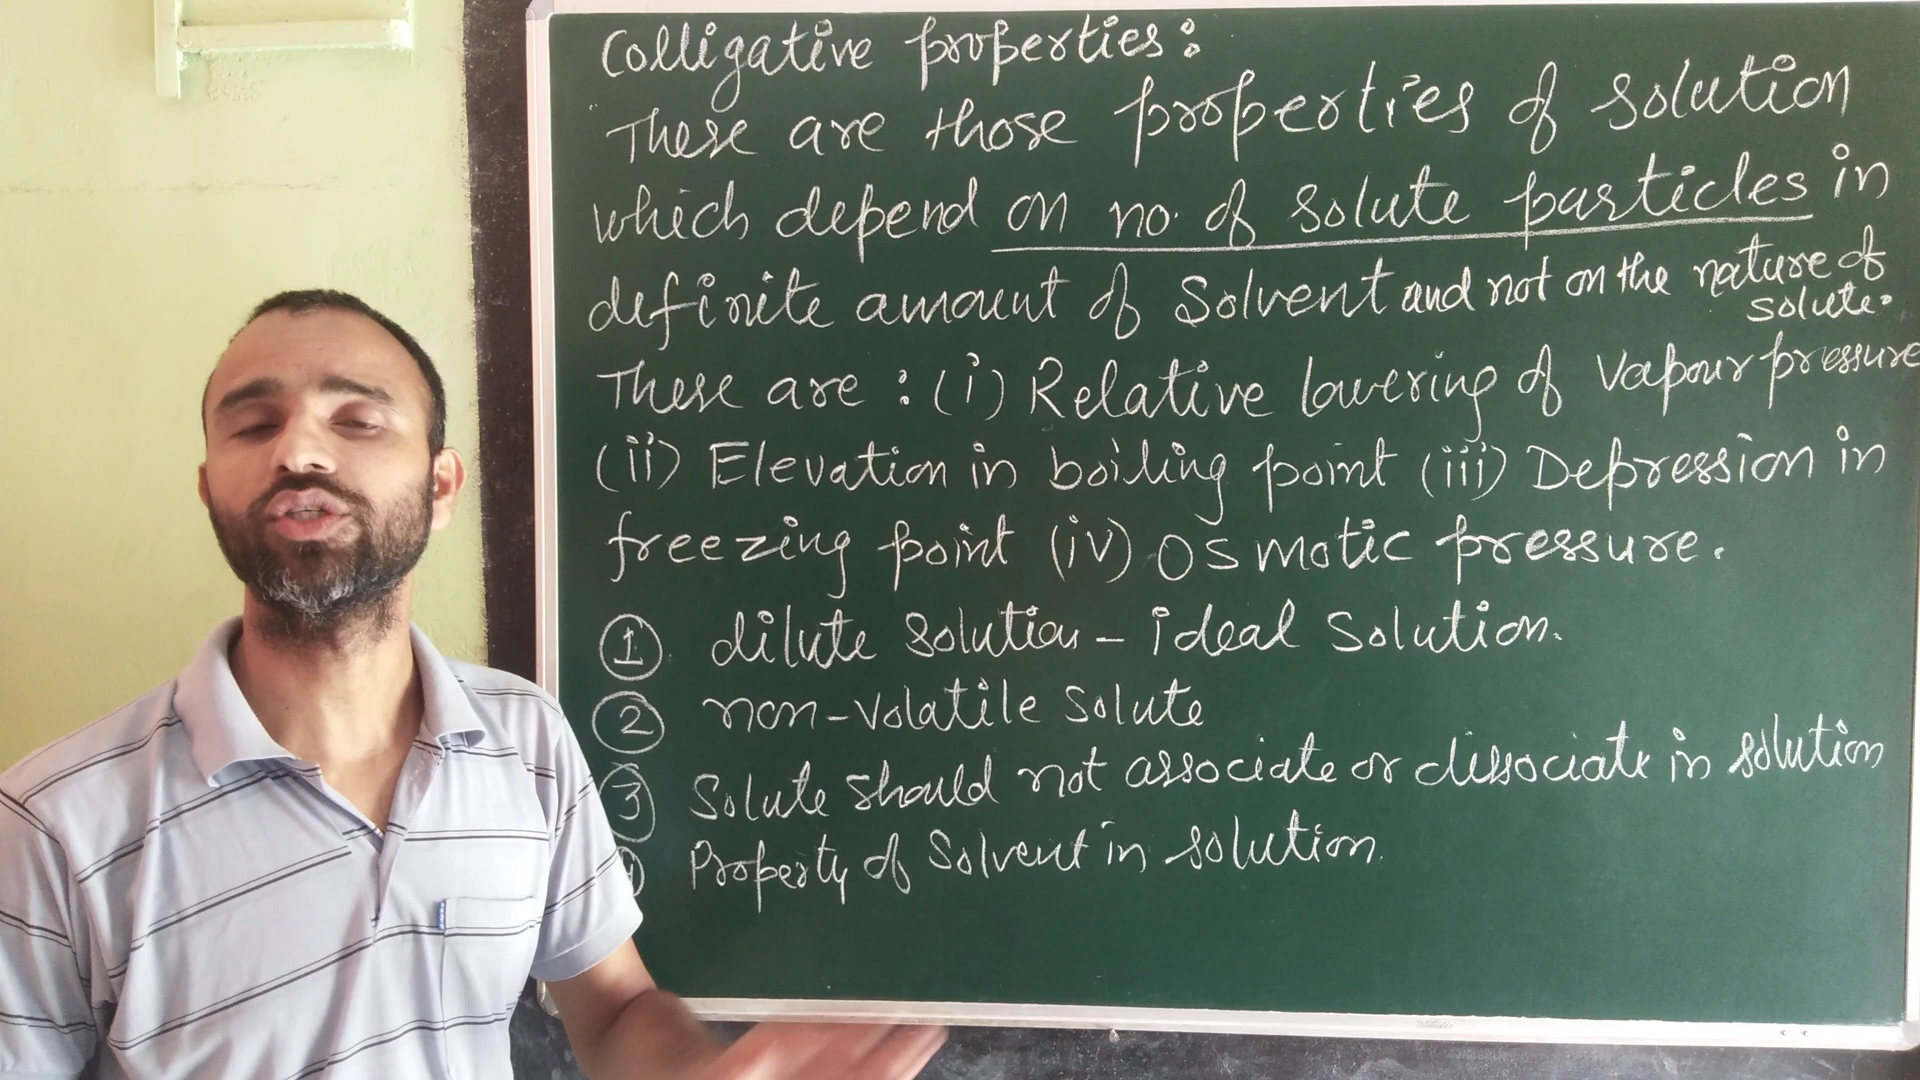 Colligative properties:
These are those properties of solution
which depend on no. of solute particles in
definite amount of Solvent and not on the nature of
solute.
These are : (i) Relative lowering of Vapour pressure
(ii) Elevation in boiling point (iii) Depression in
freezing point (iv) Osmotic pressure.
1 dilute solution - ideal Solution.
2 non-volatile solute
3 Solute should not associate or dissociate in solution
4 Property of Solvent in solution.